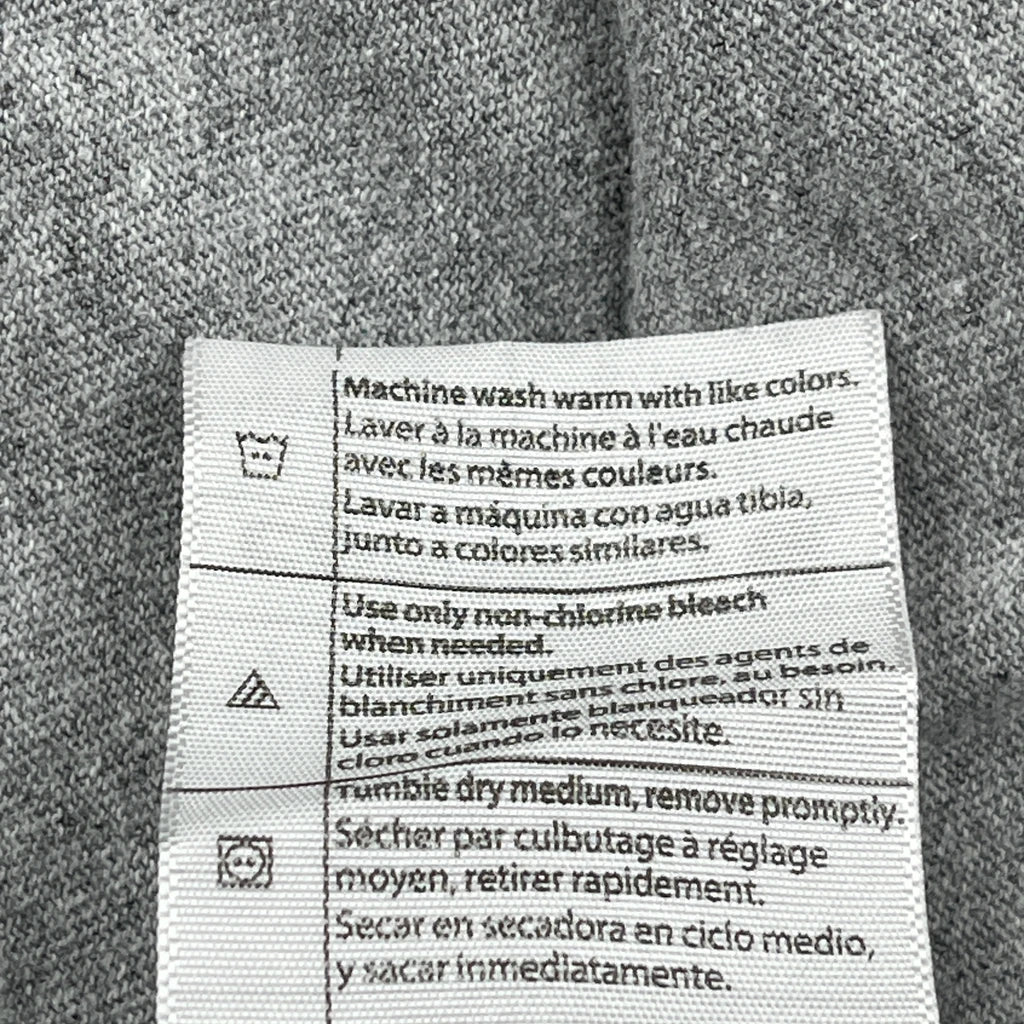 Machine wash warm with like colors.
Laver à la machine à l'eau chaude
avec les mêmes couleurs.
Lavar a máquina con agua tibia,
junto a colores similares.
Use only non-chlorine bleach
when needed.
Utiliser uniquement des agents de
blanchiment sans chlore, au besoin.
Usar solamente blanqueador sin
cloro cuando lo necesite.
Tumble dry medium, remove promptly.
Sécher par culbutage à réglage
moyen, retirer rapidement.
Secar en secadora en ciclo medio,
y sacar inmediatamente.